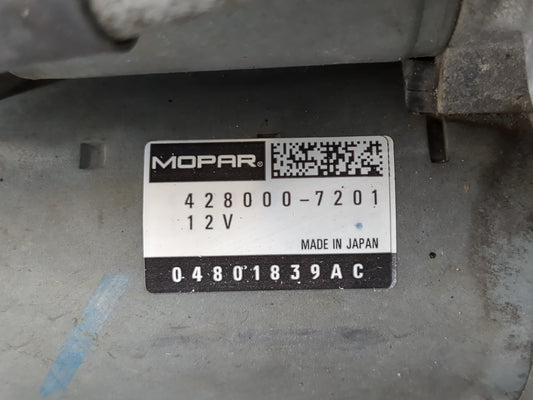 MOPAR®
428000-7201
12V
MADE IN JAPAN
04801839AC